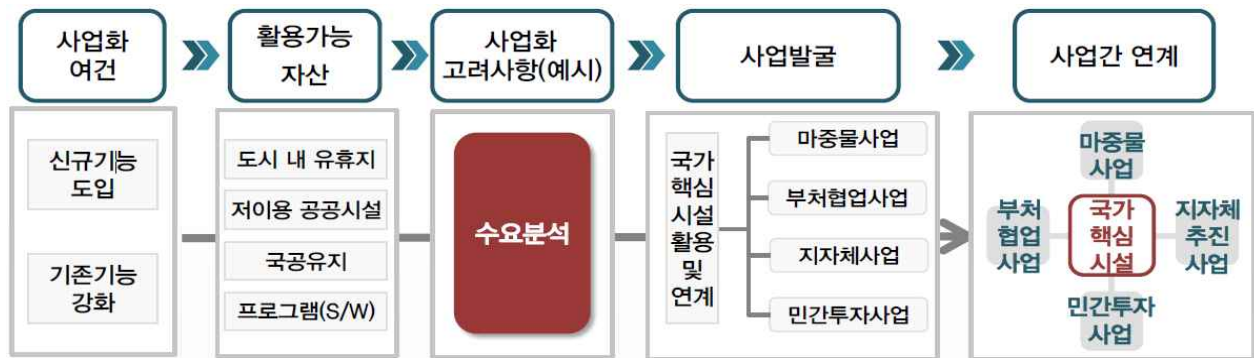 사업화
여건
활용가능
자산
사업화
고려사항(예시)
사업발굴
사업간 연계
신규기능
도입
기존기능
강화
도시 내 유휴지
저이용 공공시설
국공유지
프로그램(S/W)
수요분석
국가
핵심
시설
활용
및
연계
마중물사업
부처협업사업
지자체사업
민간투자사업
마중물
사업
부처
협업
사업
국가
핵심
시설
지자체
추진
사업
민간투자
사업